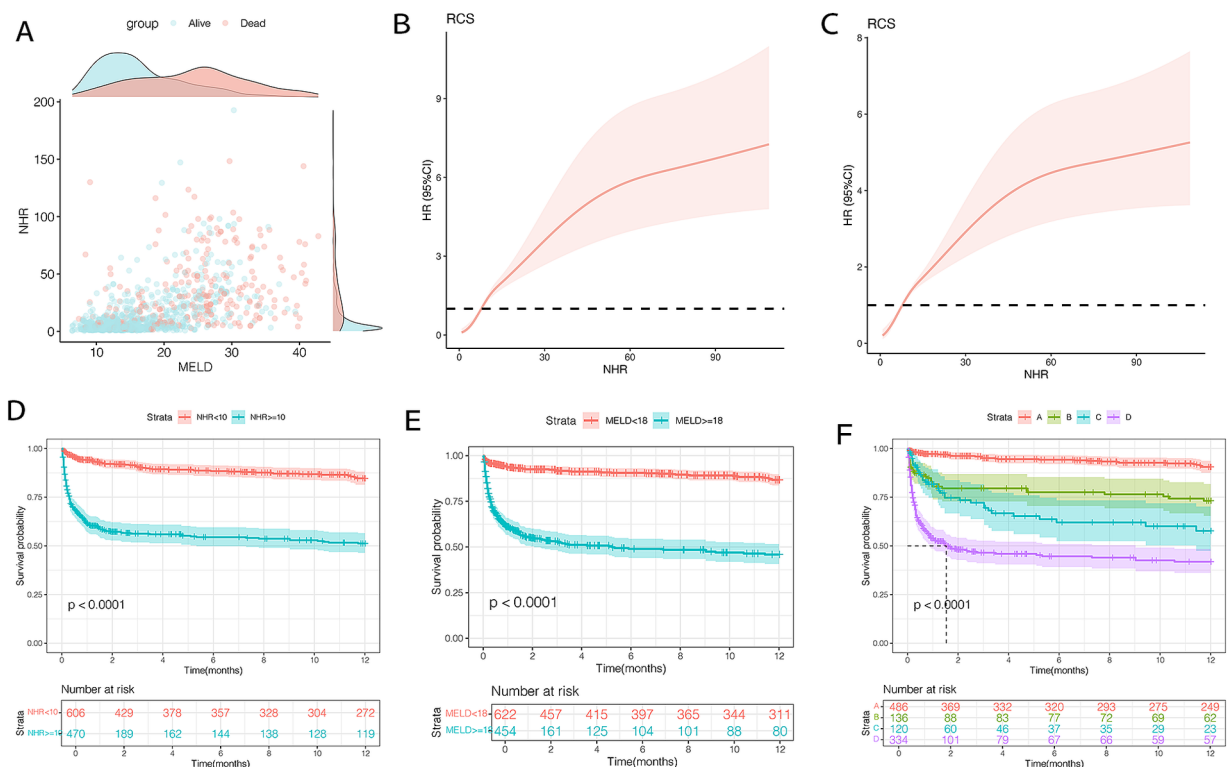 A
group Alive Dead
NHR
200
150
100
50
0
10 20 30 40
MELD
B
RCS
HR (95%CI)
9
6
3
0
0 30 60 90
NHR
C
RCS
HR (95%CI)
8
6
4
2
0
0 30 60 90
NHR
D
Strata NHR<10 NHR>=10
Survival probability
1.00
0.75
0.50
0.25
0.00
p < 0.0001
0 2 4 6 8 10 12
Time(months)
Number at risk
Strata
NHR<10 606 429 378 357 328 304 272
NHR>=1 470 189 162 144 138 128 119
0 2 4 6 8 10 12
Time(months)
E
Strata MELD<18 MELD>=18
Survival probability
1.00
0.75
0.50
0.25
0.00
p < 0.0001
0 2 4 6 8 10 12
Time(months)
Number at risk
Strata
MELD<18 622 457 415 397 365 344 311
MELD>=1 454 161 125 104 101 88 80
0 2 4 6 8 10 12
Time(months)
F
Strata A B C D
Survival probability
1.00
0.75
0.50
0.25
0.00
p < 0.0001
0 2 4 6 8 10 12
Time(months)
Number at risk
Strata
A 486 369 332 320 293 275 249
B 136 88 83 77 72 69 62
C 120 60 46 37 35 29 23
D 334 101 79 67 66 59 57
0 2 4 6 8 10 12
Time(months)